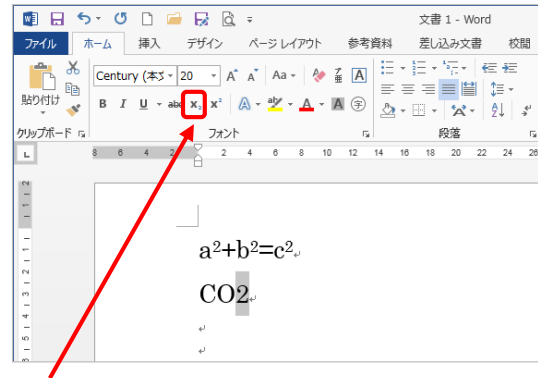 文書 1 - Word
ファイル ホーム 挿入 デザイン ページ レイアウト 参考資料 差し込み文書 校閲
Century (本文 20 A A Aa ア亜 A
貼り付け B I U abc x₂ x² A ab A A 字
クリップボード フォント 段落
L 8 6 4 2 2 4 6 8 10 12 14 16 18 20 22 24 26
a²+b²=c²
CO2